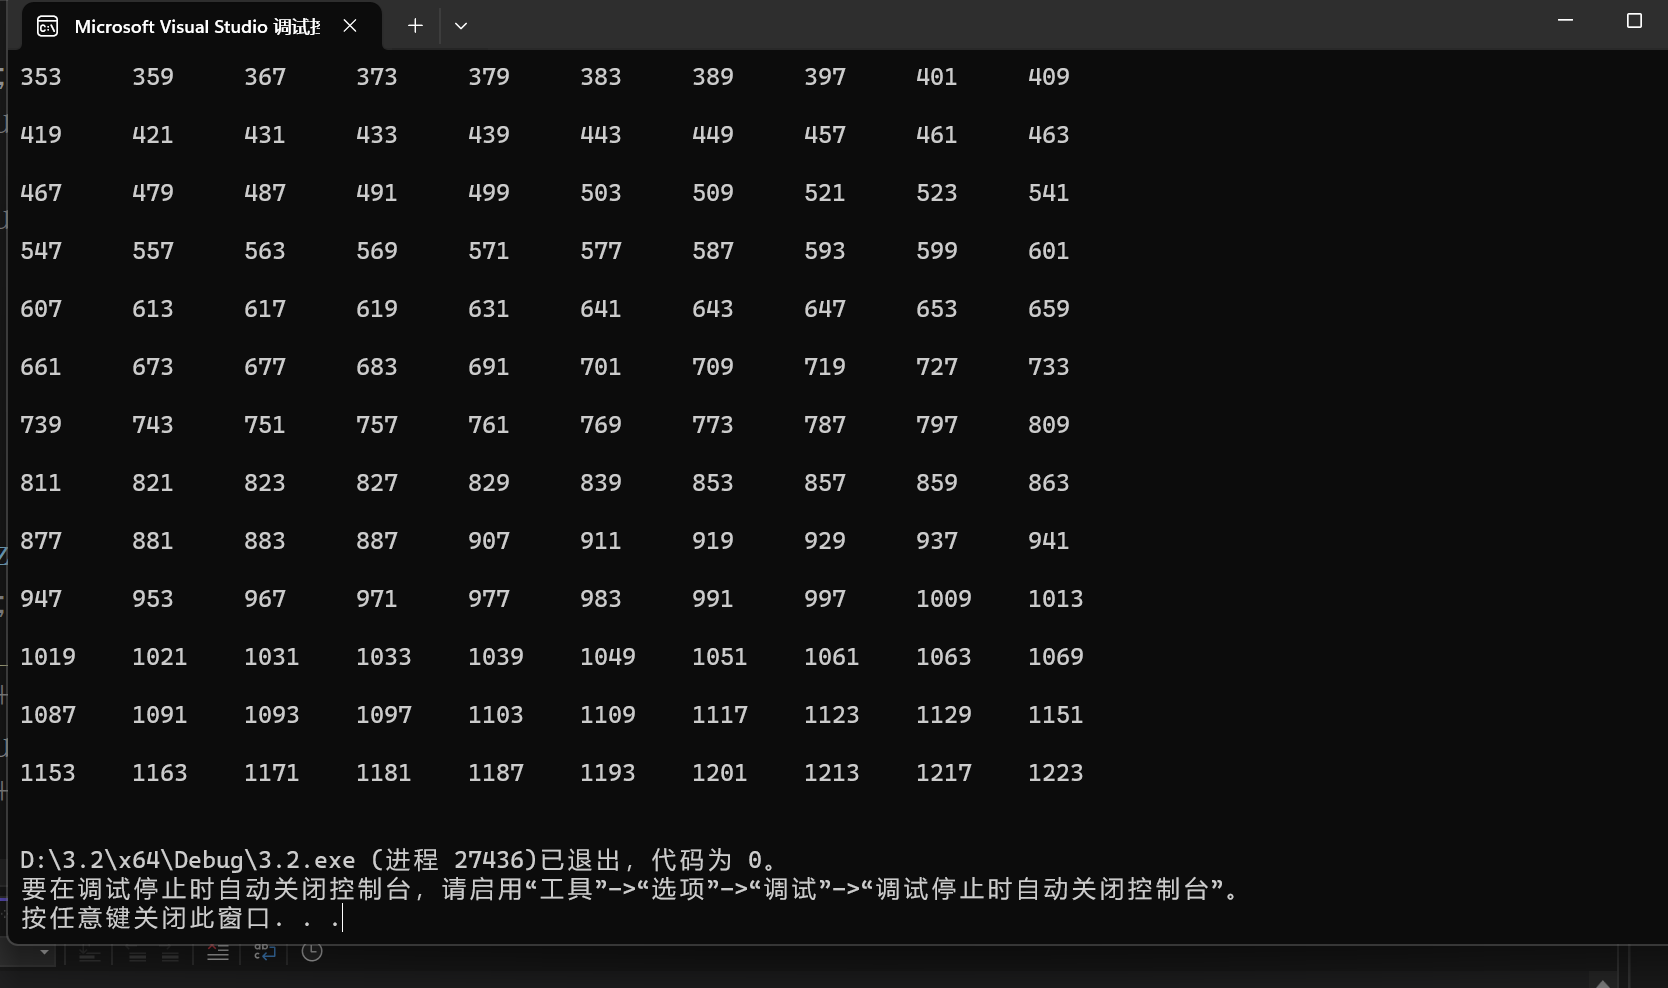 Microsoft Visual Studio 调试
353 359 367 373 379 383 389 397 401 409
419 421 431 433 439 443 449 457 461 463
467 479 487 491 499 503 509 521 523 541
547 557 563 569 571 577 587 593 599 601
607 613 617 619 631 641 643 647 653 659
661 673 677 683 691 701 709 719 727 733
739 743 751 757 761 769 773 787 797 809
811 821 823 827 829 839 853 857 859 863
877 881 883 887 907 911 919 929 937 941
947 953 967 971 977 983 991 997 1009 1013
1019 1021 1031 1033 1039 1049 1051 1061 1063 1069
1087 1091 1093 1097 1103 1109 1117 1123 1129 1151
1153 1163 1171 1181 1187 1193 1201 1213 1217 1223
D:\3.2\x64\Debug\3.2.exe (进程 27436)已退出，代码为 0。
要在调试停止时自动关闭控制台，请启用“工具”->“选项”->“调试”->“调试停止时自动关闭控制台”。
按任意键关闭此窗口. . .